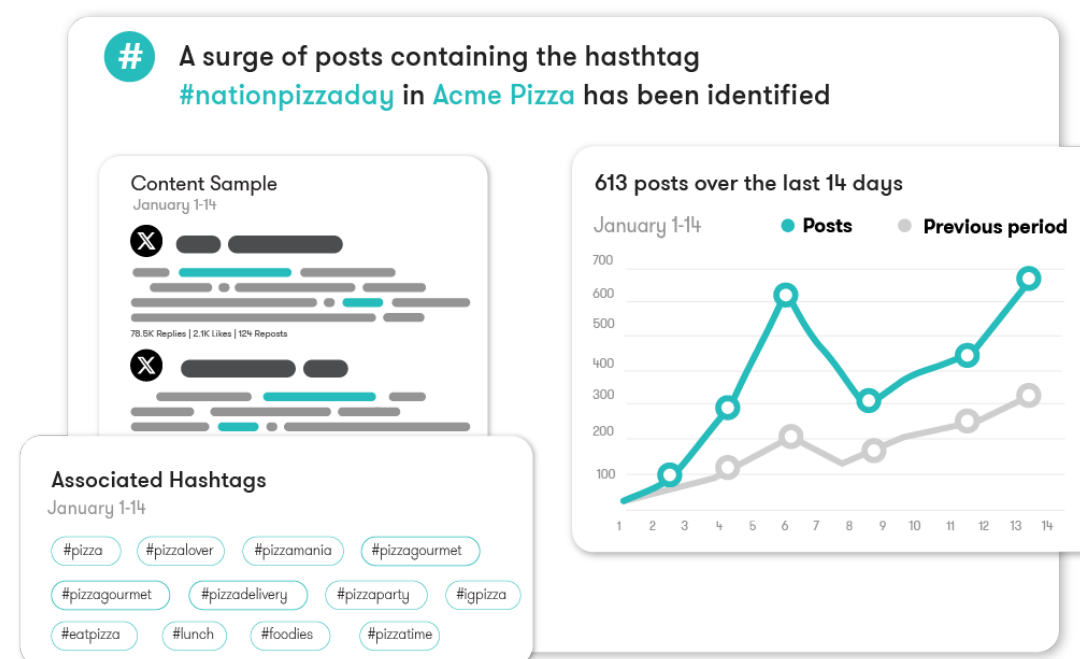 #
A surge of posts containing the hasthtag
#nationpizzaday in Acme Pizza has been identified
Content Sample
January 1-14
78.5K Replies | 2.1K Likes | 124 Reposts
613 posts over the last 14 days
January 1-14 Posts Previous period
700
600
500
400
300
200
100
1 2 3 4 5 6 7 8 9 10 11 12 13 14
Associated Hashtags
January 1-14
#pizza #pizzalover #pizzamania #pizzagourmet
#pizzagourmet #pizzadelivery #pizzaparty #igpizza
#eatpizza #lunch #foodies #pizzatime